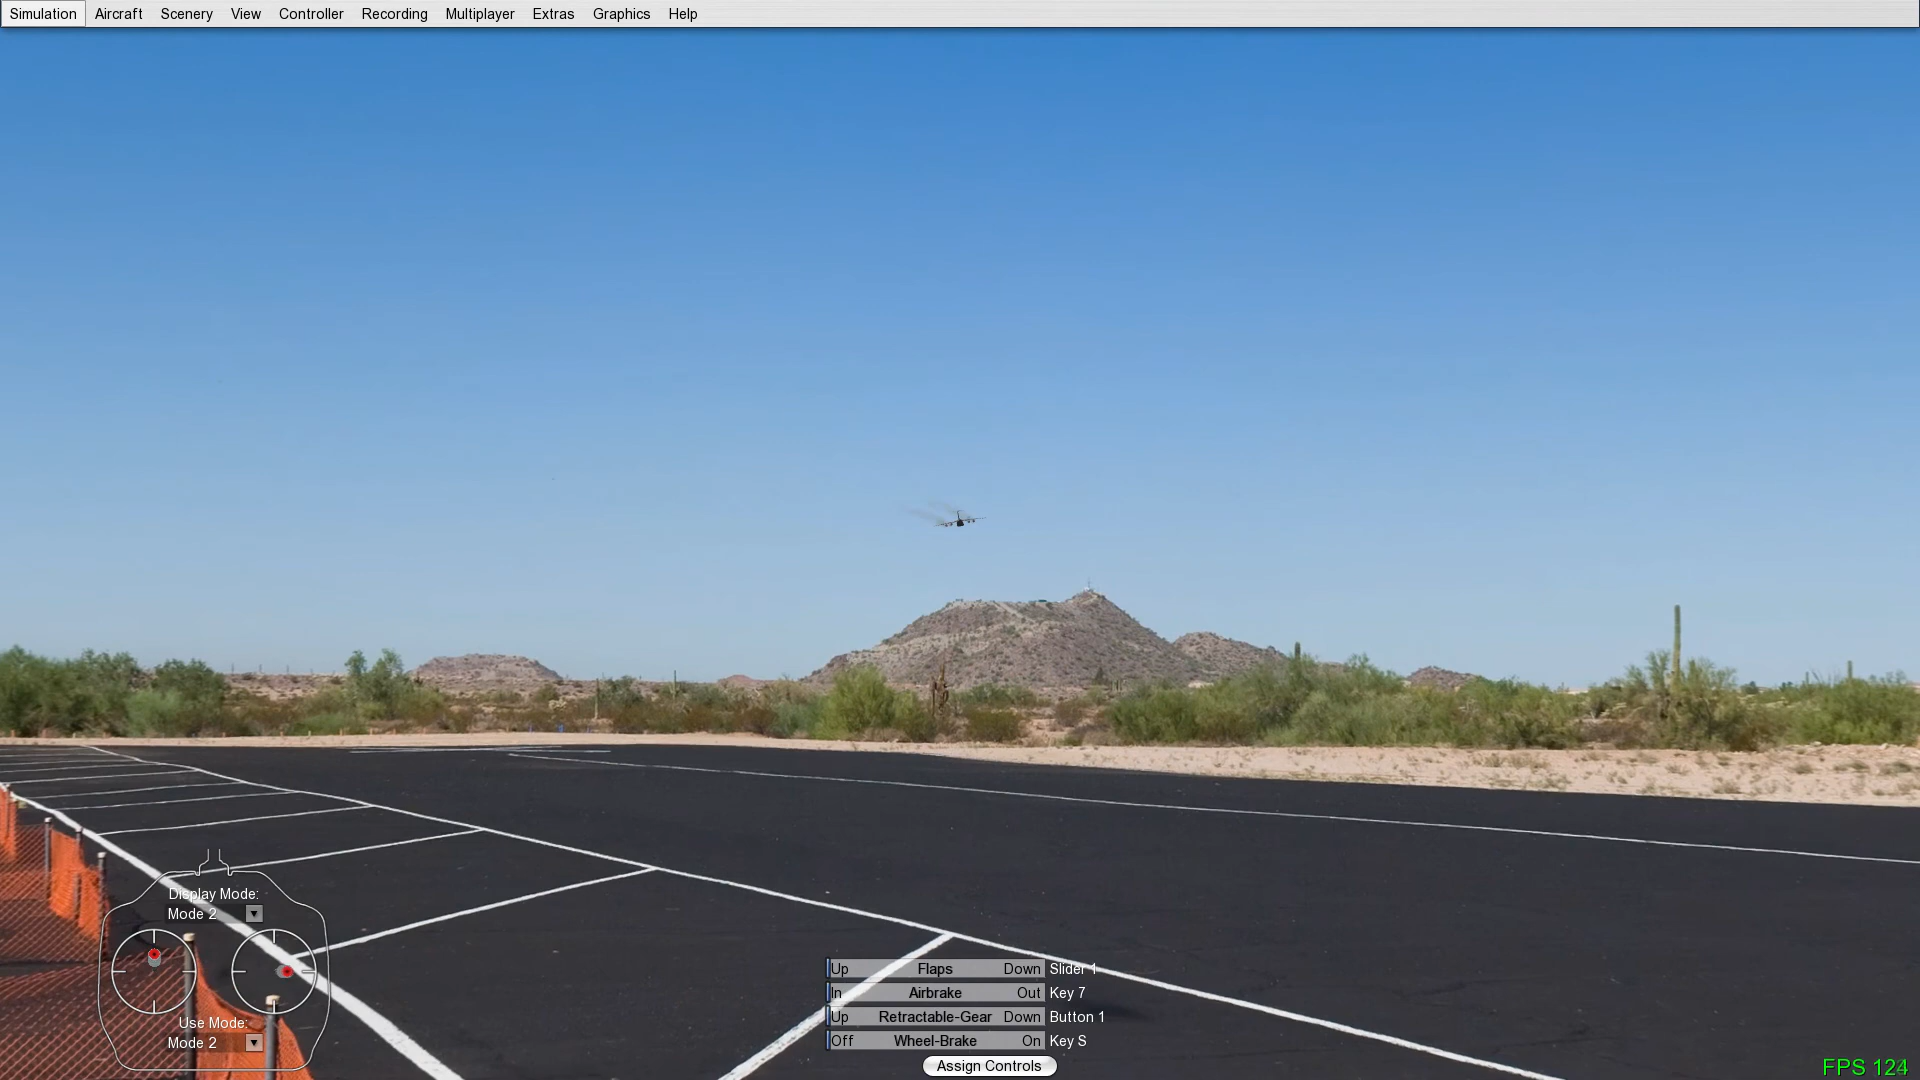 Simulation Aircraft Scenery View Controller Recording Multiplayer Extras Graphics Help
Display Mode:
Mode 2
Use Mode:
Mode 2
Up Flaps Down Slider 1
In Airbrake Out Key 7
Up Retractable-Gear Down Button 1
Off Wheel-Brake On Key S
Assign Controls
FPS 124